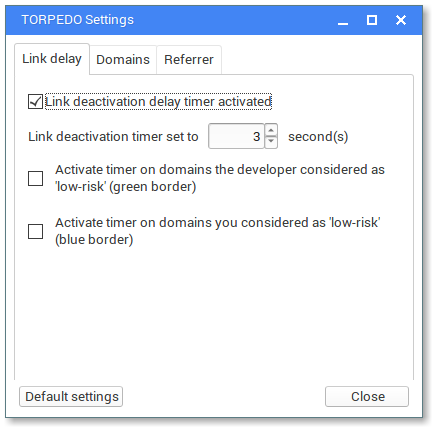 TORPEDO Settings
Link delay Domains Referrer
Link deactivation delay timer activated
Link deactivation timer set to 3 second(s)
Activate timer on domains the developer considered as
'low-risk' (green border)
Activate timer on domains you considered as 'low-risk'
(blue border)
Default settings Close